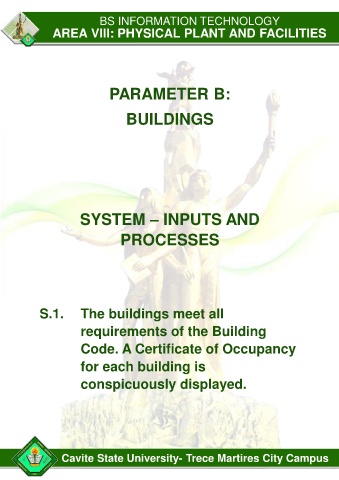 BS INFORMATION TECHNOLOGY
AREA VIII: PHYSICAL PLANT AND FACILITIES
PARAMETER B:
BUILDINGS
SYSTEM – INPUTS AND
PROCESSES
S.1. The buildings meet all
requirements of the Building
Code. A Certificate of Occupancy
for each building is
conspicuously displayed.
Cavite State University- Trece Martires City Campus